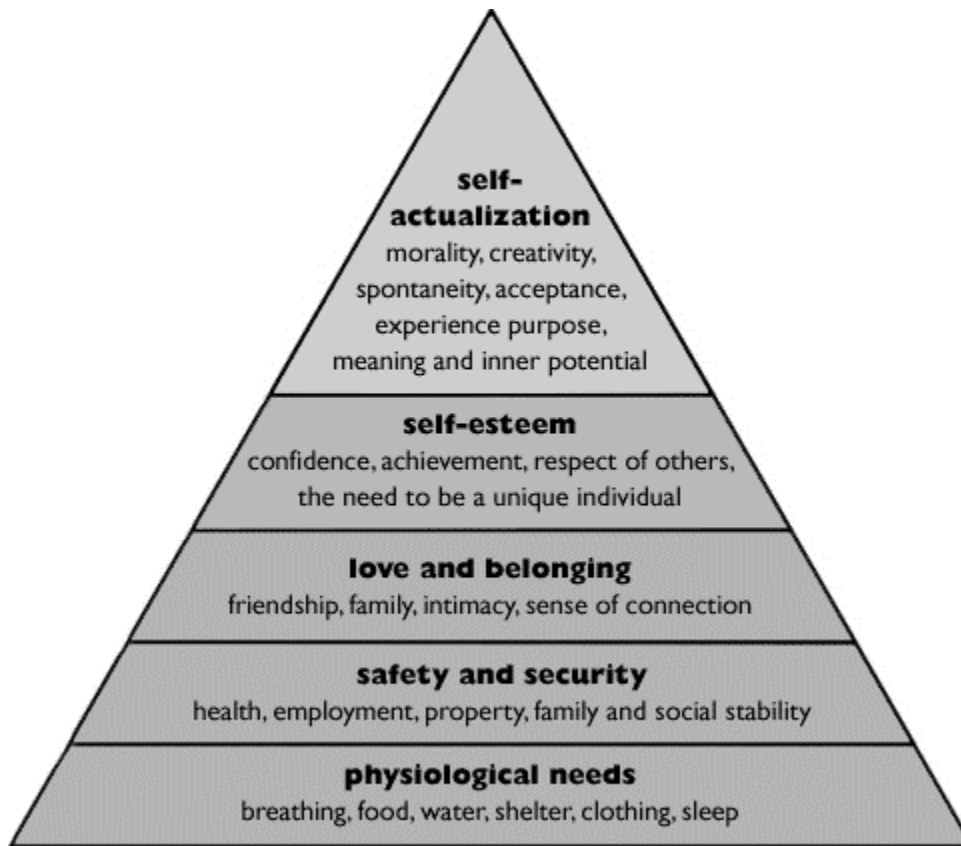 self-
actualization
morality, creativity,
spontaneity, acceptance,
experience purpose,
meaning and inner potential
self-esteem
confidence, achievement, respect of others,
the need to be a unique individual
love and belonging
friendship, family, intimacy, sense of connection
safety and security
health, employment, property, family and social stability
physiological needs
breathing, food, water, shelter, clothing, sleep